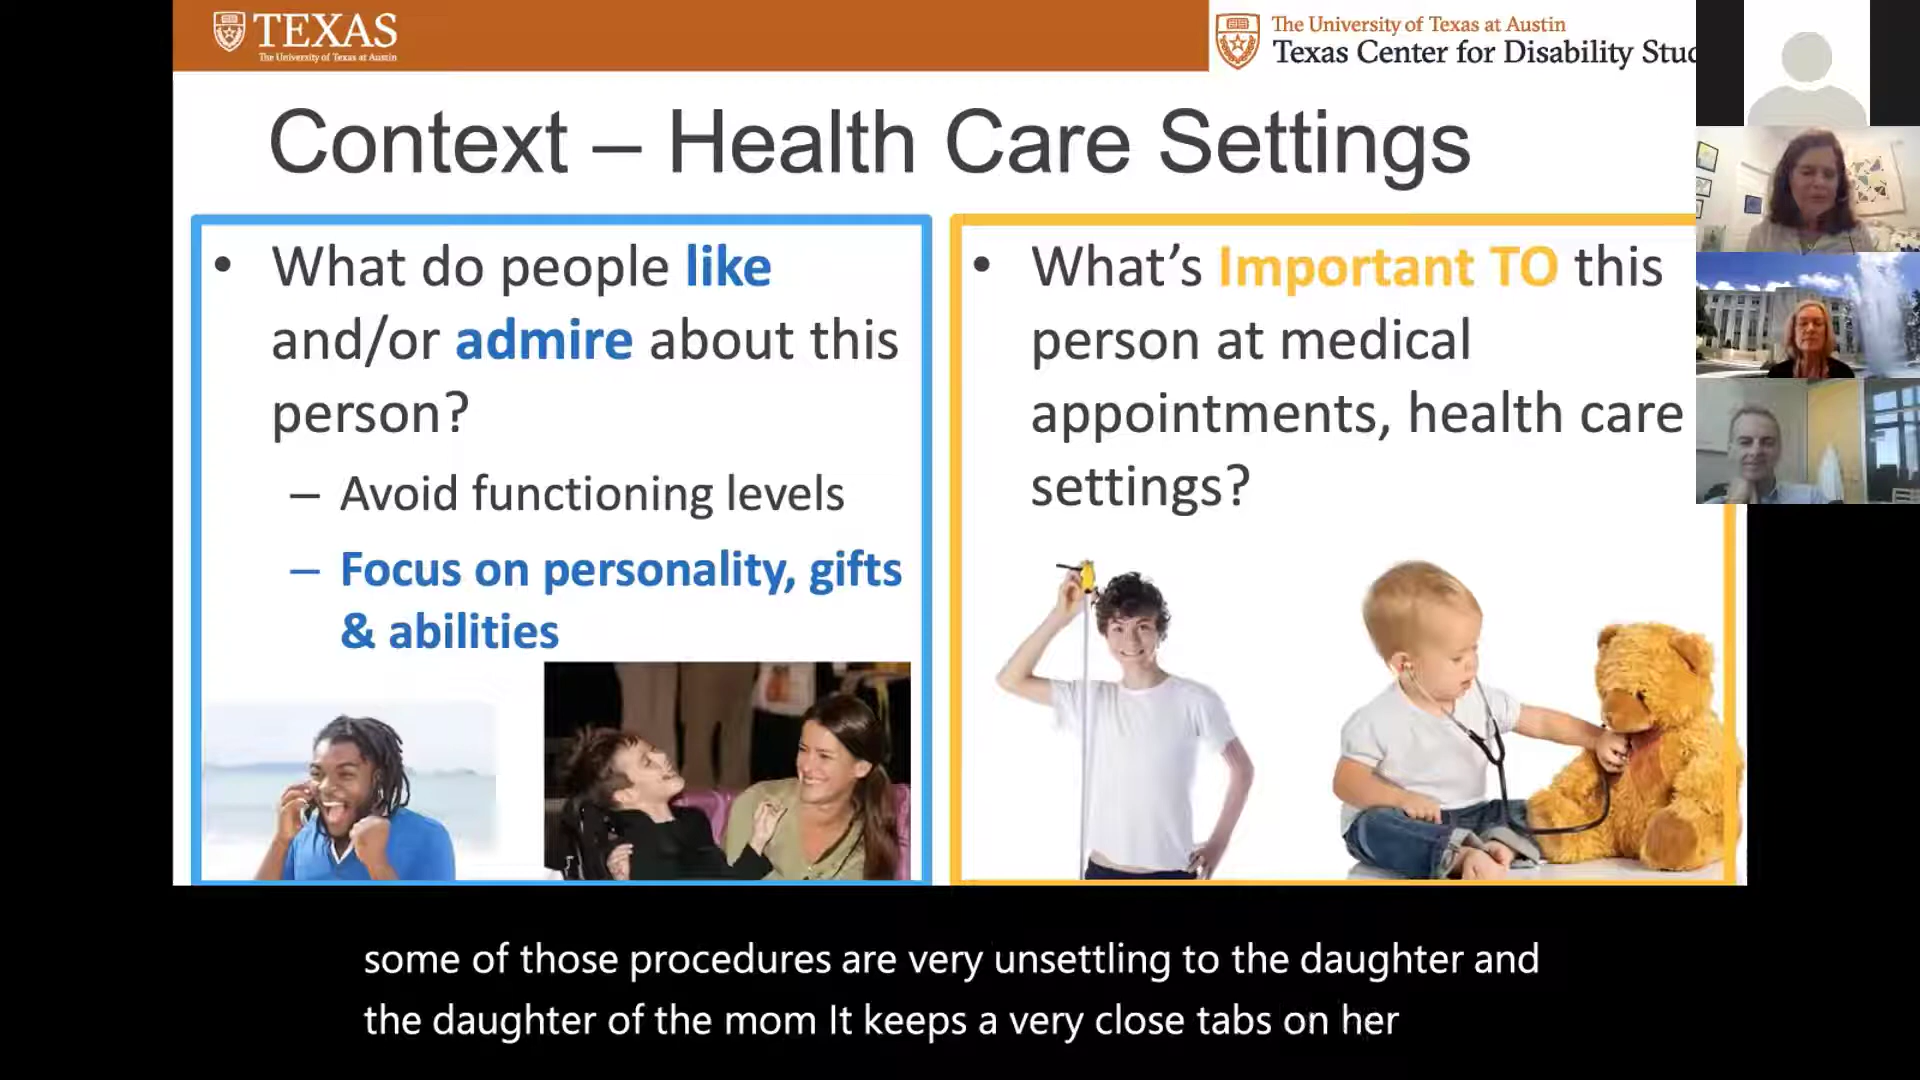 TEXAS
The University of Texas at Austin
The University of Texas at Austin
Texas Center for Disability Stud
Context – Health Care Settings
• What do people like
and/or admire about this
person?
– Avoid functioning levels
– Focus on personality, gifts
& abilities
• What’s Important TO this
person at medical
appointments, health care
settings?
some of those procedures are very unsettling to the daughter and
the daughter of the mom It keeps a very close tabs on her